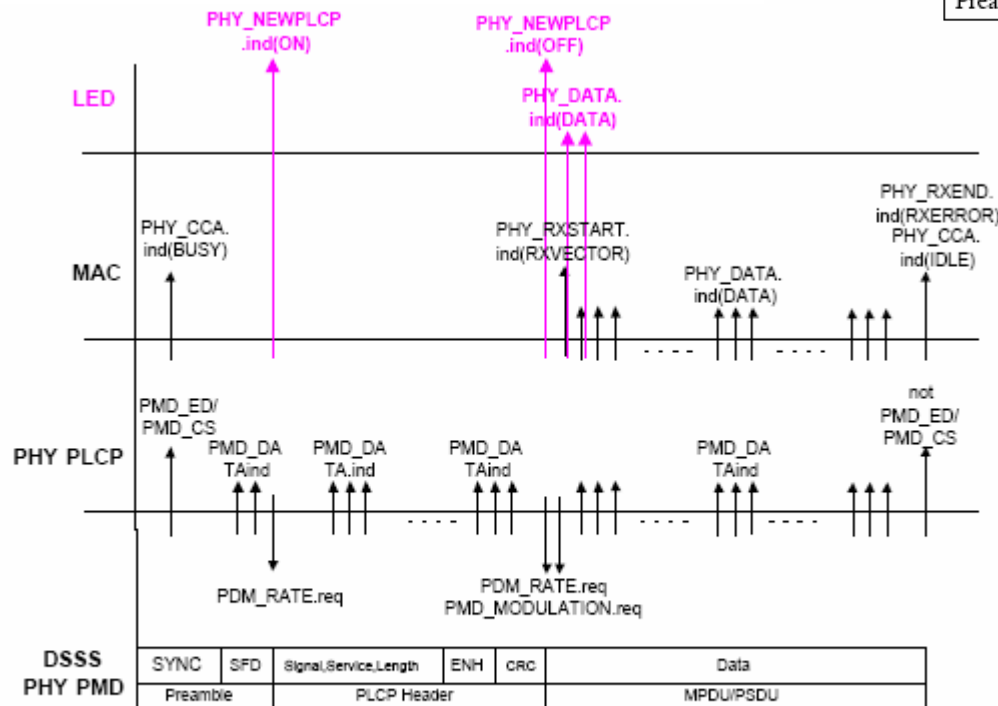 Prea
PHY_NEWPLCP
.ind(ON)
PHY_NEWPLCP
.ind(OFF)
LED
PHY_DATA.
ind(DATA)
PHY_CCA.
ind(BUSY)
PHY_RXSTART.
ind(RXVECTOR)
PHY_RXEND.
ind(RXERROR)
PHY_CCA.
ind(IDLE)
MAC
PHY_DATA.
ind(DATA)
PMD_ED/
PMD_CS
not
PMD_ED/
PMD_CS
PHY PLCP
PMD_DA
TAind
PMD_DA
TA.ind
PMD_DA
TAind
PMD_DA
TAind
PDM_RATE.req
PDM_RATE.req
PMD_MODULATION.req
DSSS
PHY PMD
SYNC
SFD
Signal,Service,Length
ENH
CRC
Data
Preamble
PLCP Header
MPDU/PSDU